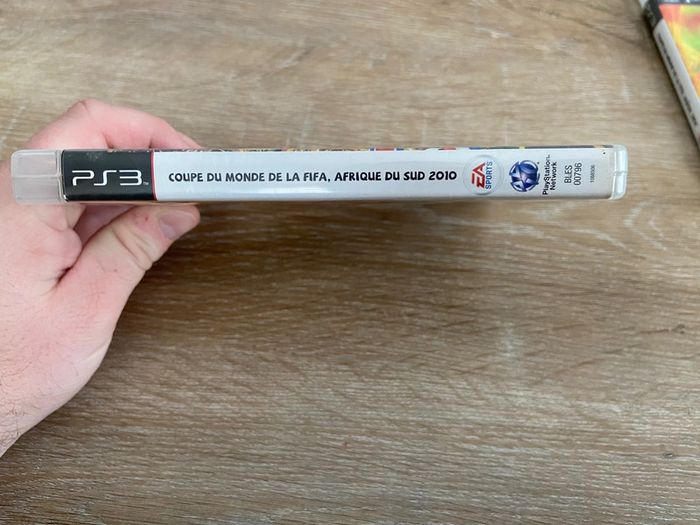 PS3
COUPE DU MONDE DE LA FIFA, AFRIQUE DU SUD 2010
EA
SPORTS
PlayStation
Network
BLES
00796